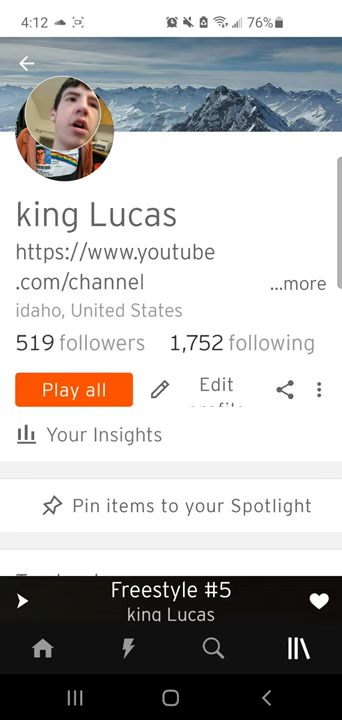 4:12 76%
king Lucas
https://www.youtube
.com/channel ...more
idaho, United States
519 followers 1,752 following
Play all Edit
profile
Your Insights
Pin items to your Spotlight
Freestyle #5
king Lucas